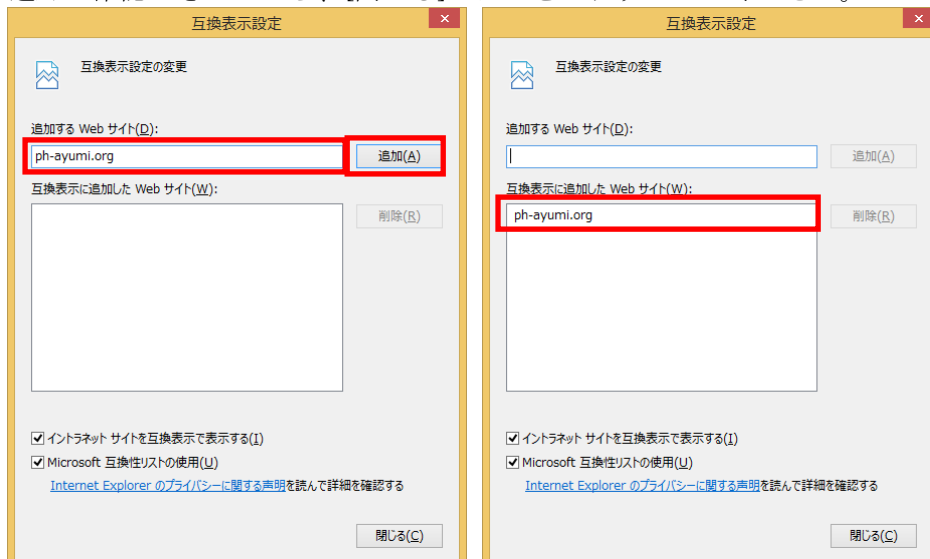 互換表示設定
互換表示設定の変更
追加する Web サイト(D):
ph-ayumi.org
追加(A)
互換表示に追加した Web サイト(W):
削除(R)
イントラネット サイトを互換表示で表示する(I)
Microsoft 互換性リストの使用(U)
Internet Explorer のプライバシーに関する声明を読んで詳細を確認する
閉じる(C)
互換表示設定
互換表示設定の変更
追加する Web サイト(D):
追加(A)
互換表示に追加した Web サイト(W):
ph-ayumi.org
削除(R)
イントラネット サイトを互換表示で表示する(I)
Microsoft 互換性リストの使用(U)
Internet Explorer のプライバシーに関する声明を読んで詳細を確認する
閉じる(C)